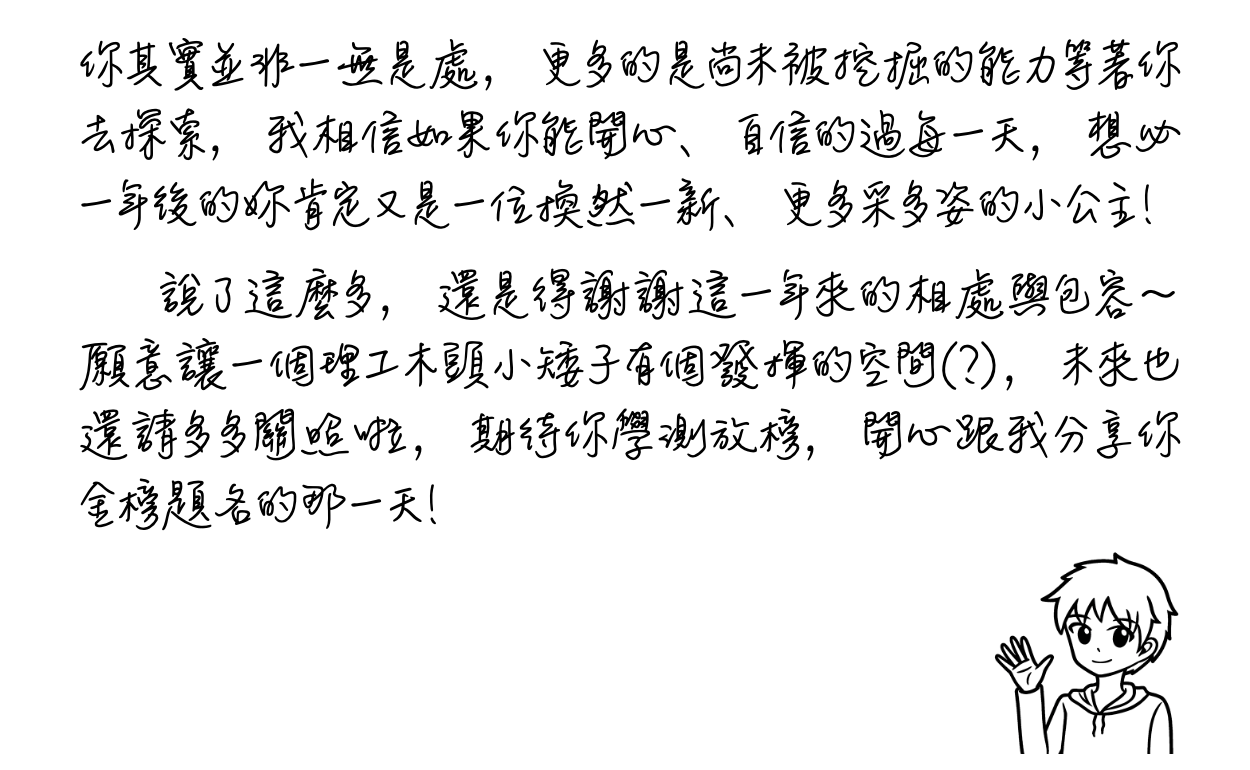 你其實並非一無是處，更多的是尚未被挖掘的能力等著你
去探索，我相信如果你能開心、自信的過每一天，想必
一年後的妳肯定又是一位煥然一新、更多采多姿的小公主！
說了這麼多，還是得謝謝這一年來的相處與包容～
願意讓一個理工木頭小矮子有個發揮的空間(?)，未來也
還請多多關照啦，期待你學測放榜，開心跟我分享你
金榜題名的那一天！